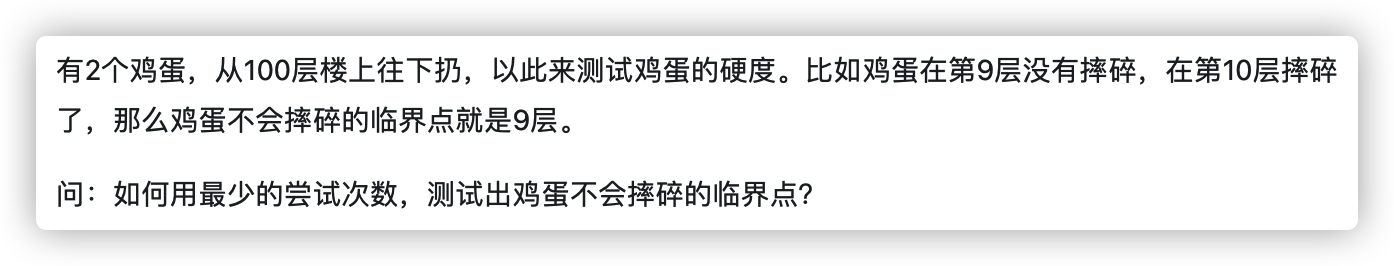 有2个鸡蛋，从100层楼上往下扔，以此来测试鸡蛋的硬度。比如鸡蛋在第9层没有摔碎，在第10层摔碎
了，那么鸡蛋不会摔碎的临界点就是9层。
问：如何用最少的尝试次数，测试出鸡蛋不会摔碎的临界点？